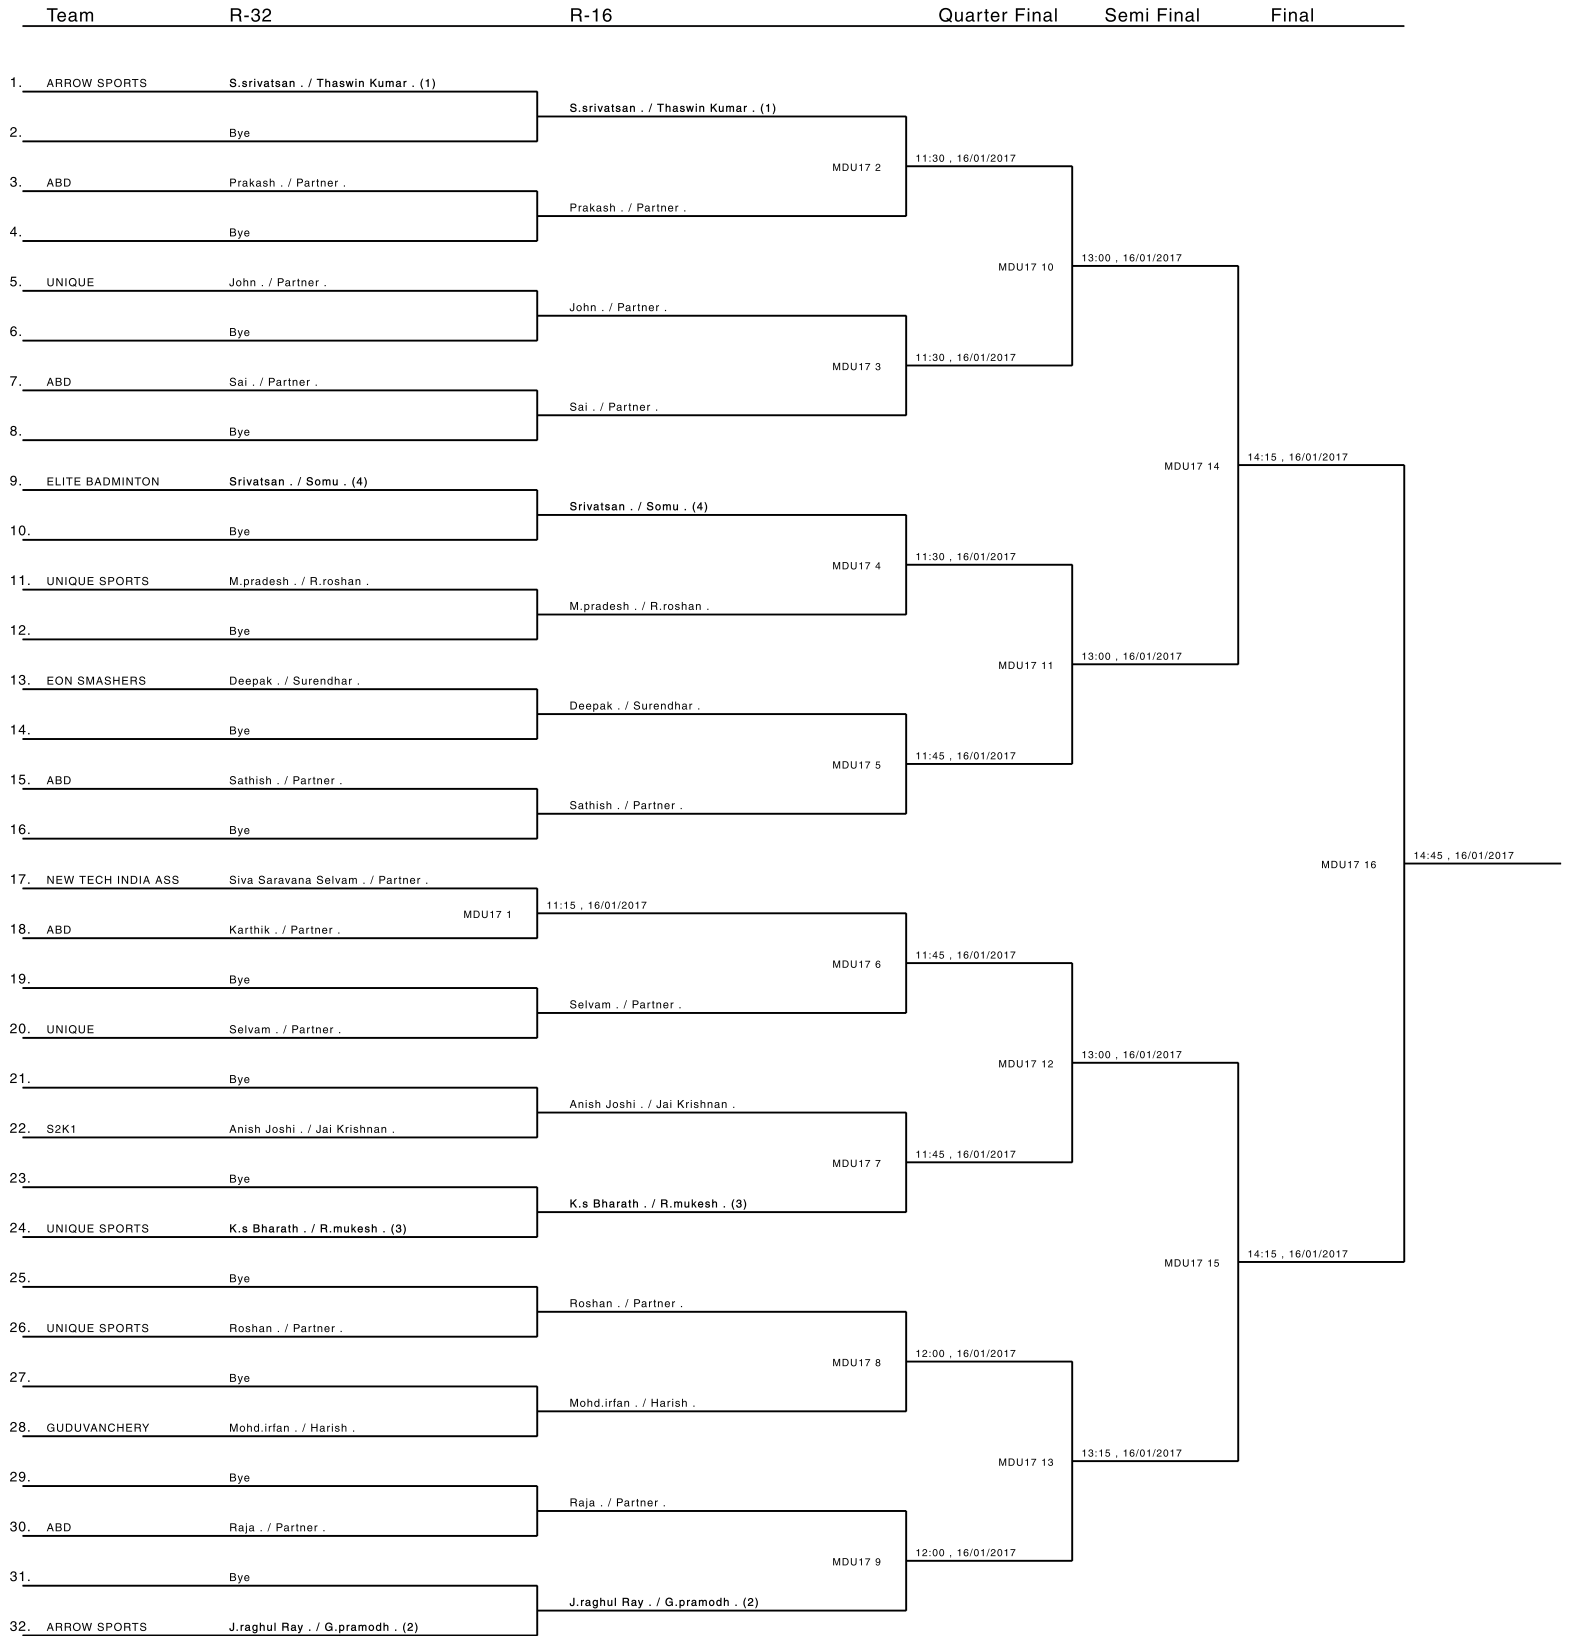 Team R-32 R-16 Quarter Final Semi Final Final
1. ARROW SPORTS S.srivatsan . / Thaswin Kumar . (1)
S.srivatsan . / Thaswin Kumar . (1)
2. Bye
11:30 , 16/01/2017
MDU17 2
3. ABD Prakash . / Partner .
Prakash . / Partner .
4. Bye
13:00 , 16/01/2017
MDU17 10
5. UNIQUE John . / Partner .
John . / Partner .
6. Bye
11:30 , 16/01/2017
MDU17 3
7. ABD Sai . / Partner .
Sai . / Partner .
8. Bye
14:15 , 16/01/2017
MDU17 14
9. ELITE BADMINTON Srivatsan . / Somu . (4)
Srivatsan . / Somu . (4)
10. Bye
11:30 , 16/01/2017
MDU17 4
11. UNIQUE SPORTS M.pradesh . / R.roshan .
M.pradesh . / R.roshan .
12. Bye
13:00 , 16/01/2017
MDU17 11
13. EON SMASHERS Deepak . / Surendhar .
Deepak . / Surendhar .
14. Bye
11:45 , 16/01/2017
MDU17 5
15. ABD Sathish . / Partner .
Sathish . / Partner .
16. Bye
14:45 , 16/01/2017
MDU17 16
17. NEW TECH INDIA ASS Siva Saravana Selvam . / Partner .
11:15 , 16/01/2017
MDU17 1
18. ABD Karthik . / Partner .
11:45 , 16/01/2017
MDU17 6
19. Bye
Selvam . / Partner .
20. UNIQUE Selvam . / Partner .
13:00 , 16/01/2017
MDU17 12
21. Bye
Anish Joshi . / Jai Krishnan .
22. S2K1 Anish Joshi . / Jai Krishnan .
11:45 , 16/01/2017
MDU17 7
23. Bye
K.s Bharath . / R.mukesh . (3)
24. UNIQUE SPORTS K.s Bharath . / R.mukesh . (3)
14:15 , 16/01/2017
MDU17 15
25. Bye
Roshan . / Partner .
26. UNIQUE SPORTS Roshan . / Partner .
12:00 , 16/01/2017
MDU17 8
27. Bye
Mohd.irfan . / Harish .
28. GUDUVANCHERY Mohd.irfan . / Harish .
13:15 , 16/01/2017
MDU17 13
29. Bye
Raja . / Partner .
30. ABD Raja . / Partner .
12:00 , 16/01/2017
MDU17 9
31. Bye
J.raghul Ray . / G.pramodh . (2)
32. ARROW SPORTS J.raghul Ray . / G.pramodh . (2)